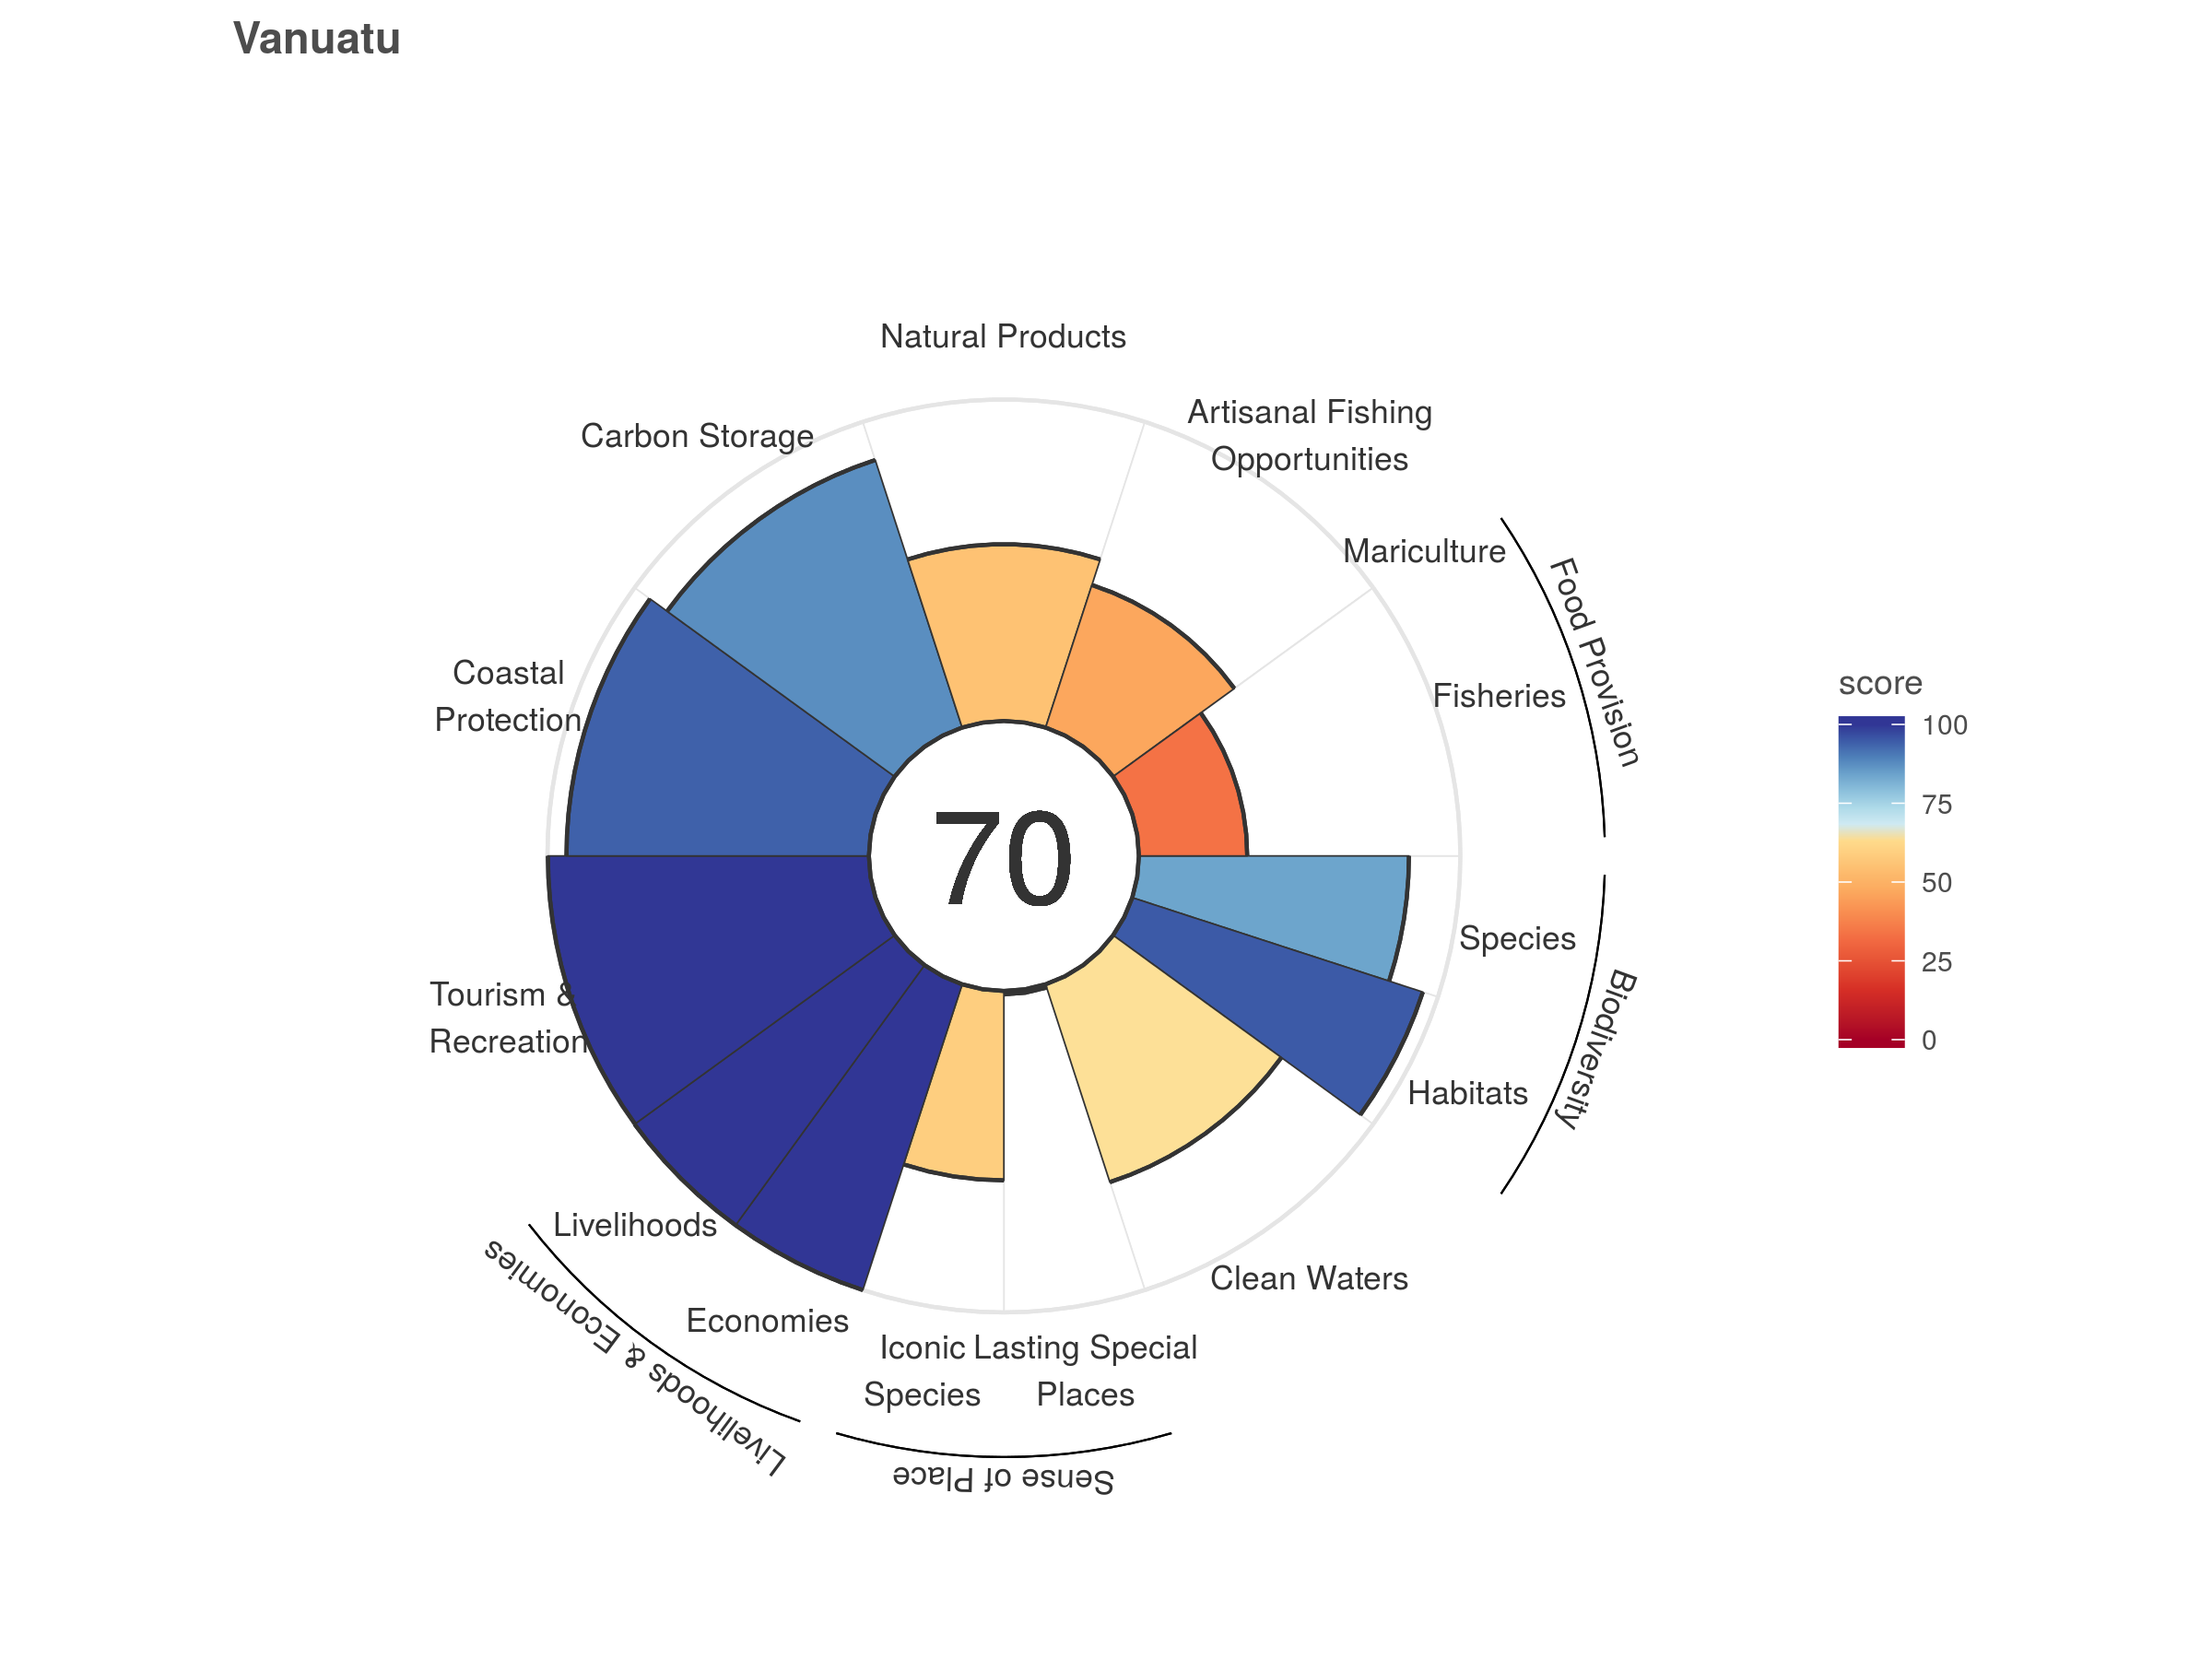 Vanuatu
Natural Products
Artisanal Fishing
Opportunities
Carbon Storage
Mariculture
Food Provision
Fisheries
Coastal
Protection
score
100
75
50
25
0
70
Species
Biodiversity
Habitats
Tourism &
Recreation
Livelihoods
Livelihoods & Economies
Economies
Clean Waters
Iconic
Species
Lasting Special
Places
Sense of Place